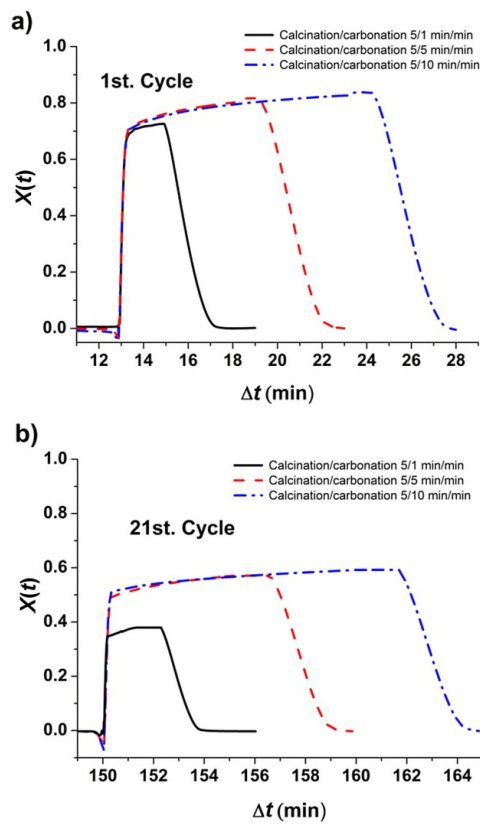 a)
Calcination/carbonation 5/1 min/min
Calcination/carbonation 5/5 min/min
Calcination/carbonation 5/10 min/min
1st. Cycle
X(t)
1.0
0.8
0.6
0.4
0.2
0.0
12 14 16 18 20 22 24 26 28
Δt (min)
b)
Calcination/carbonation 5/1 min/min
Calcination/carbonation 5/5 min/min
Calcination/carbonation 5/10 min/min
21st. Cycle
X(t)
1.0
0.8
0.6
0.4
0.2
0.0
150 152 154 156 158 160 162 164
Δt (min)